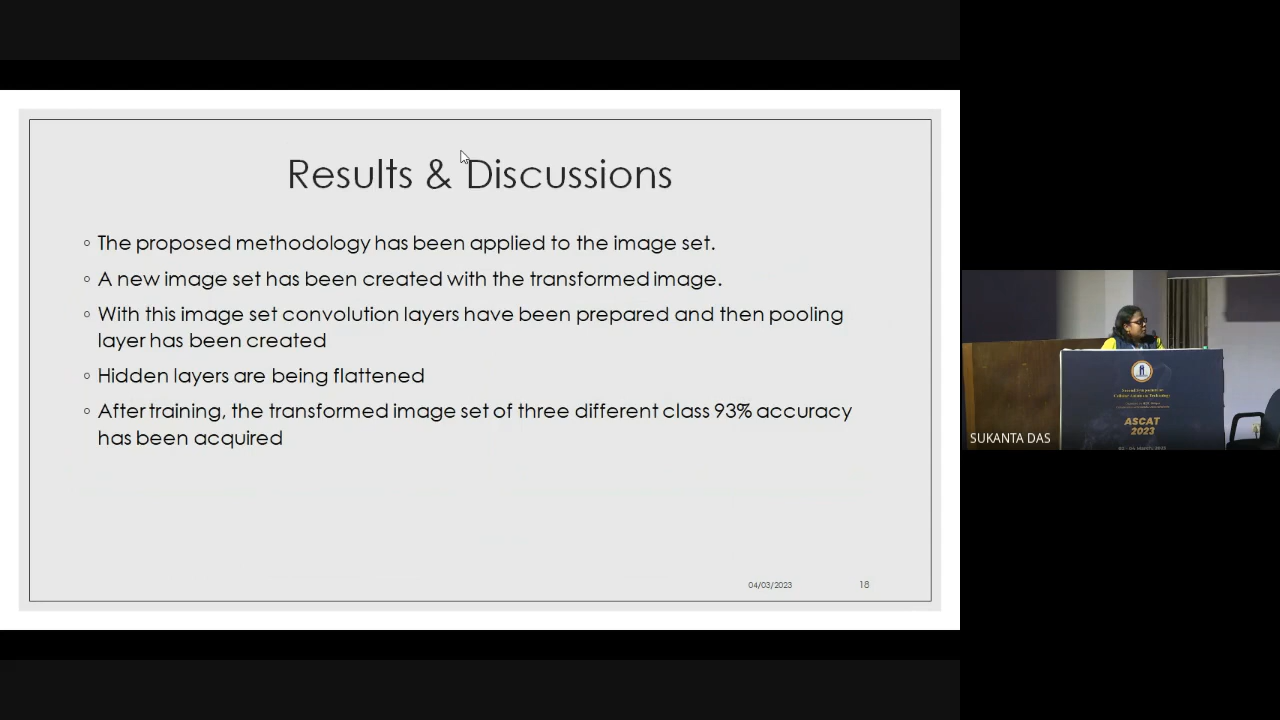 Results & Discussions
◦ The proposed methodology has been applied to the image set.
◦ A new image set has been created with the transformed image.
◦ With this image set convolution layers have been prepared and then pooling
layer has been created
◦ Hidden layers are being flattened
◦ After training, the transformed image set of three different class 93% accuracy
has been acquired
04/03/2023
18
ASCAT
2023
SUKANTA DAS